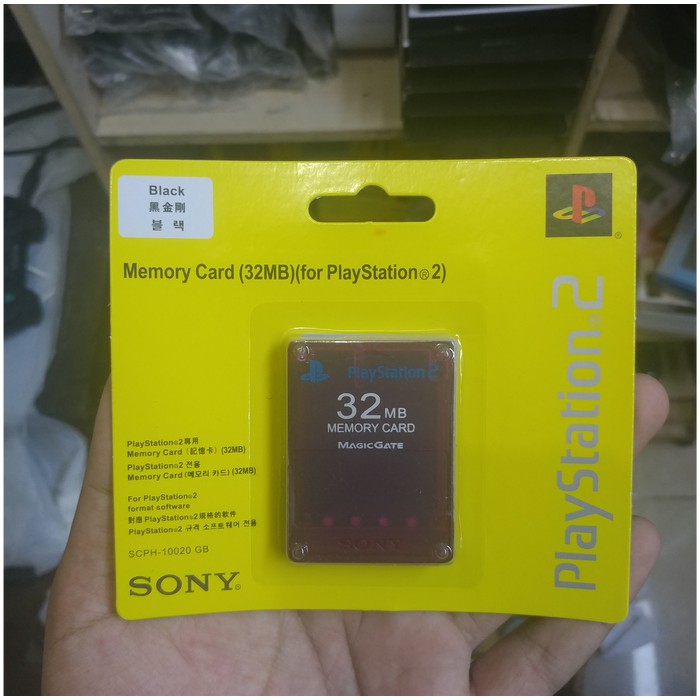 Black
黑金剛
블 랙
Memory Card (32MB)(for PlayStation®2)
PlayStation®2
PlayStation 2
32MB
MEMORY CARD
MAGICGATE
SONY
PlayStation®2專用
Memory Card (記憶卡) (32MB)
PlayStation®2 전용
Memory Card (메모리 카드) (32MB)
For PlayStation®2
format software
對應 PlayStation®2規格的軟件
PlayStation®2 규격 소프트웨어 전용
SCPH-10020 GB
SONY®